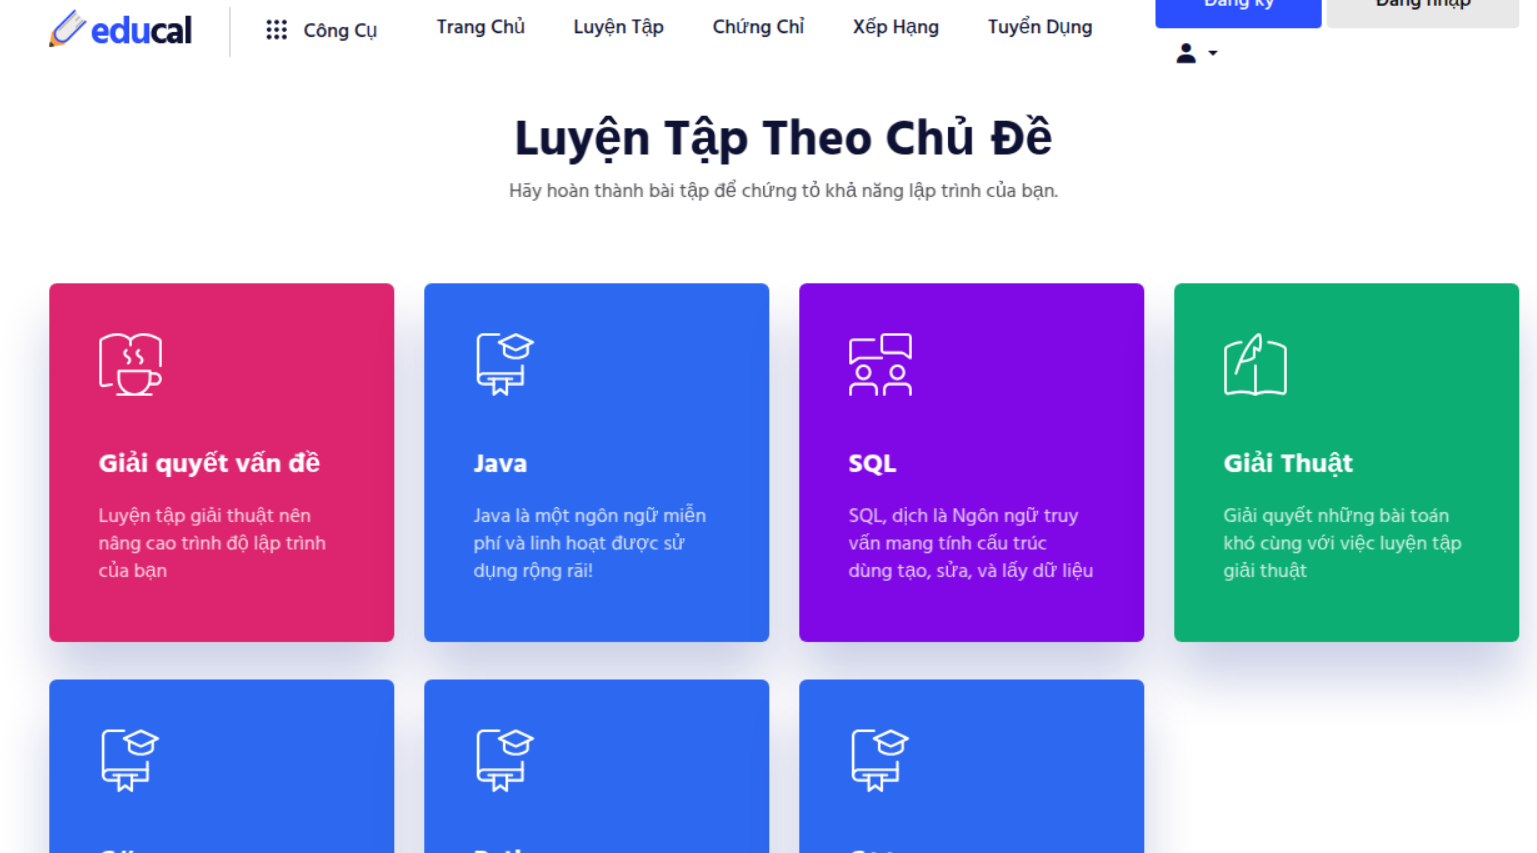 educal
Công Cụ
Trang Chủ
Luyện Tập
Chứng Chỉ
Xếp Hạng
Tuyển Dụng
Đăng ký
Đăng nhập
Luyện Tập Theo Chủ Đề
Hãy hoàn thành bài tập để chứng tỏ khả năng lập trình của bạn.
Giải quyết vấn đề
Luyện tập giải thuật nên
nâng cao trình độ lập trình
của bạn
Java
Java là một ngôn ngữ miễn
phí và linh hoạt được sử
dụng rộng rãi!
SQL
SQL, dịch là Ngôn ngữ truy
vấn mang tính cấu trúc
dùng tạo, sửa, và lấy dữ liệu
Giải Thuật
Giải quyết những bài toán
khó cùng với việc luyện tập
giải thuật